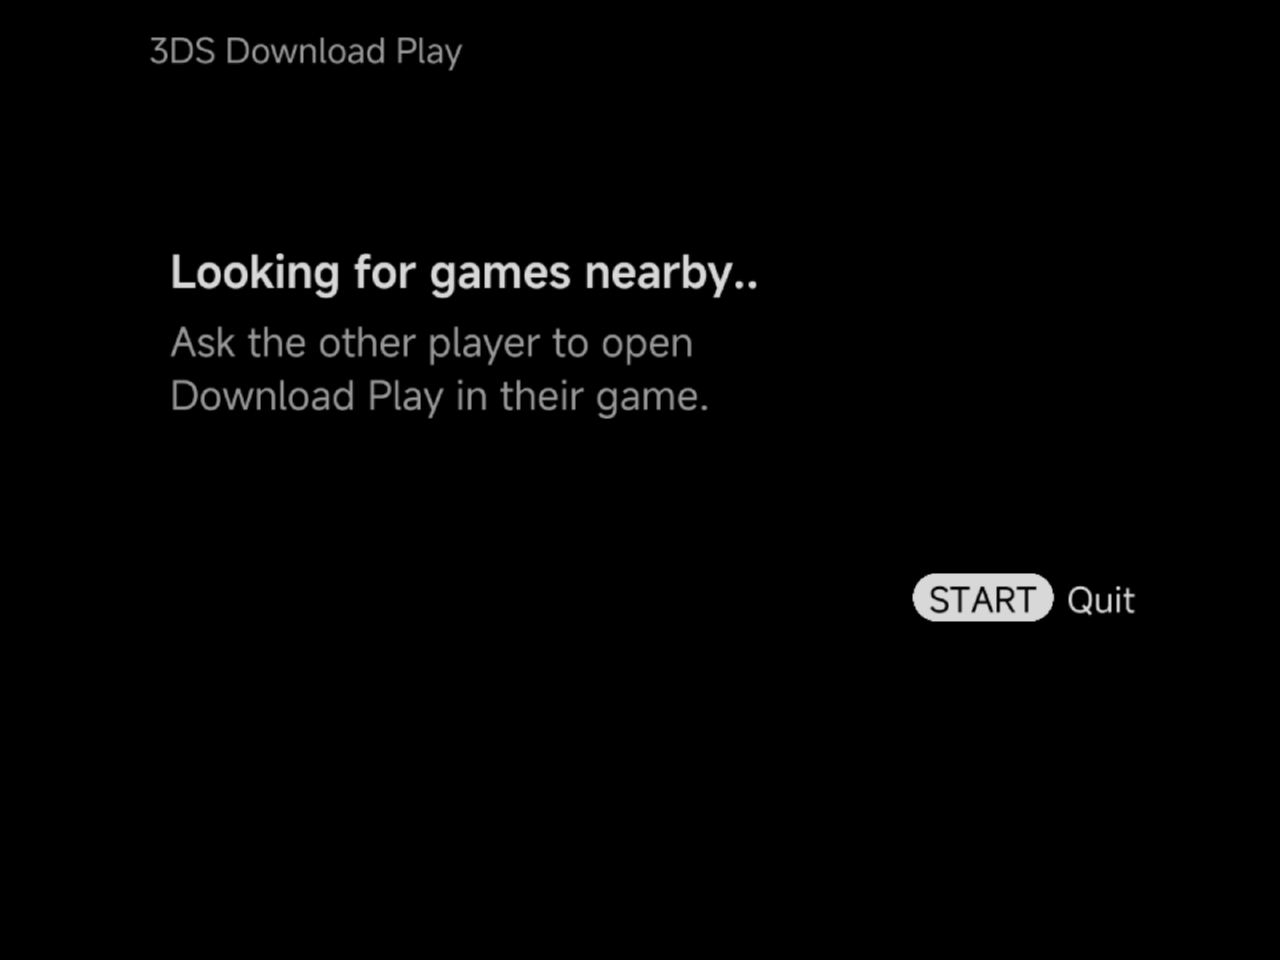 3DS Download Play
Looking for games nearby..
Ask the other player to open
Download Play in their game.
START Quit